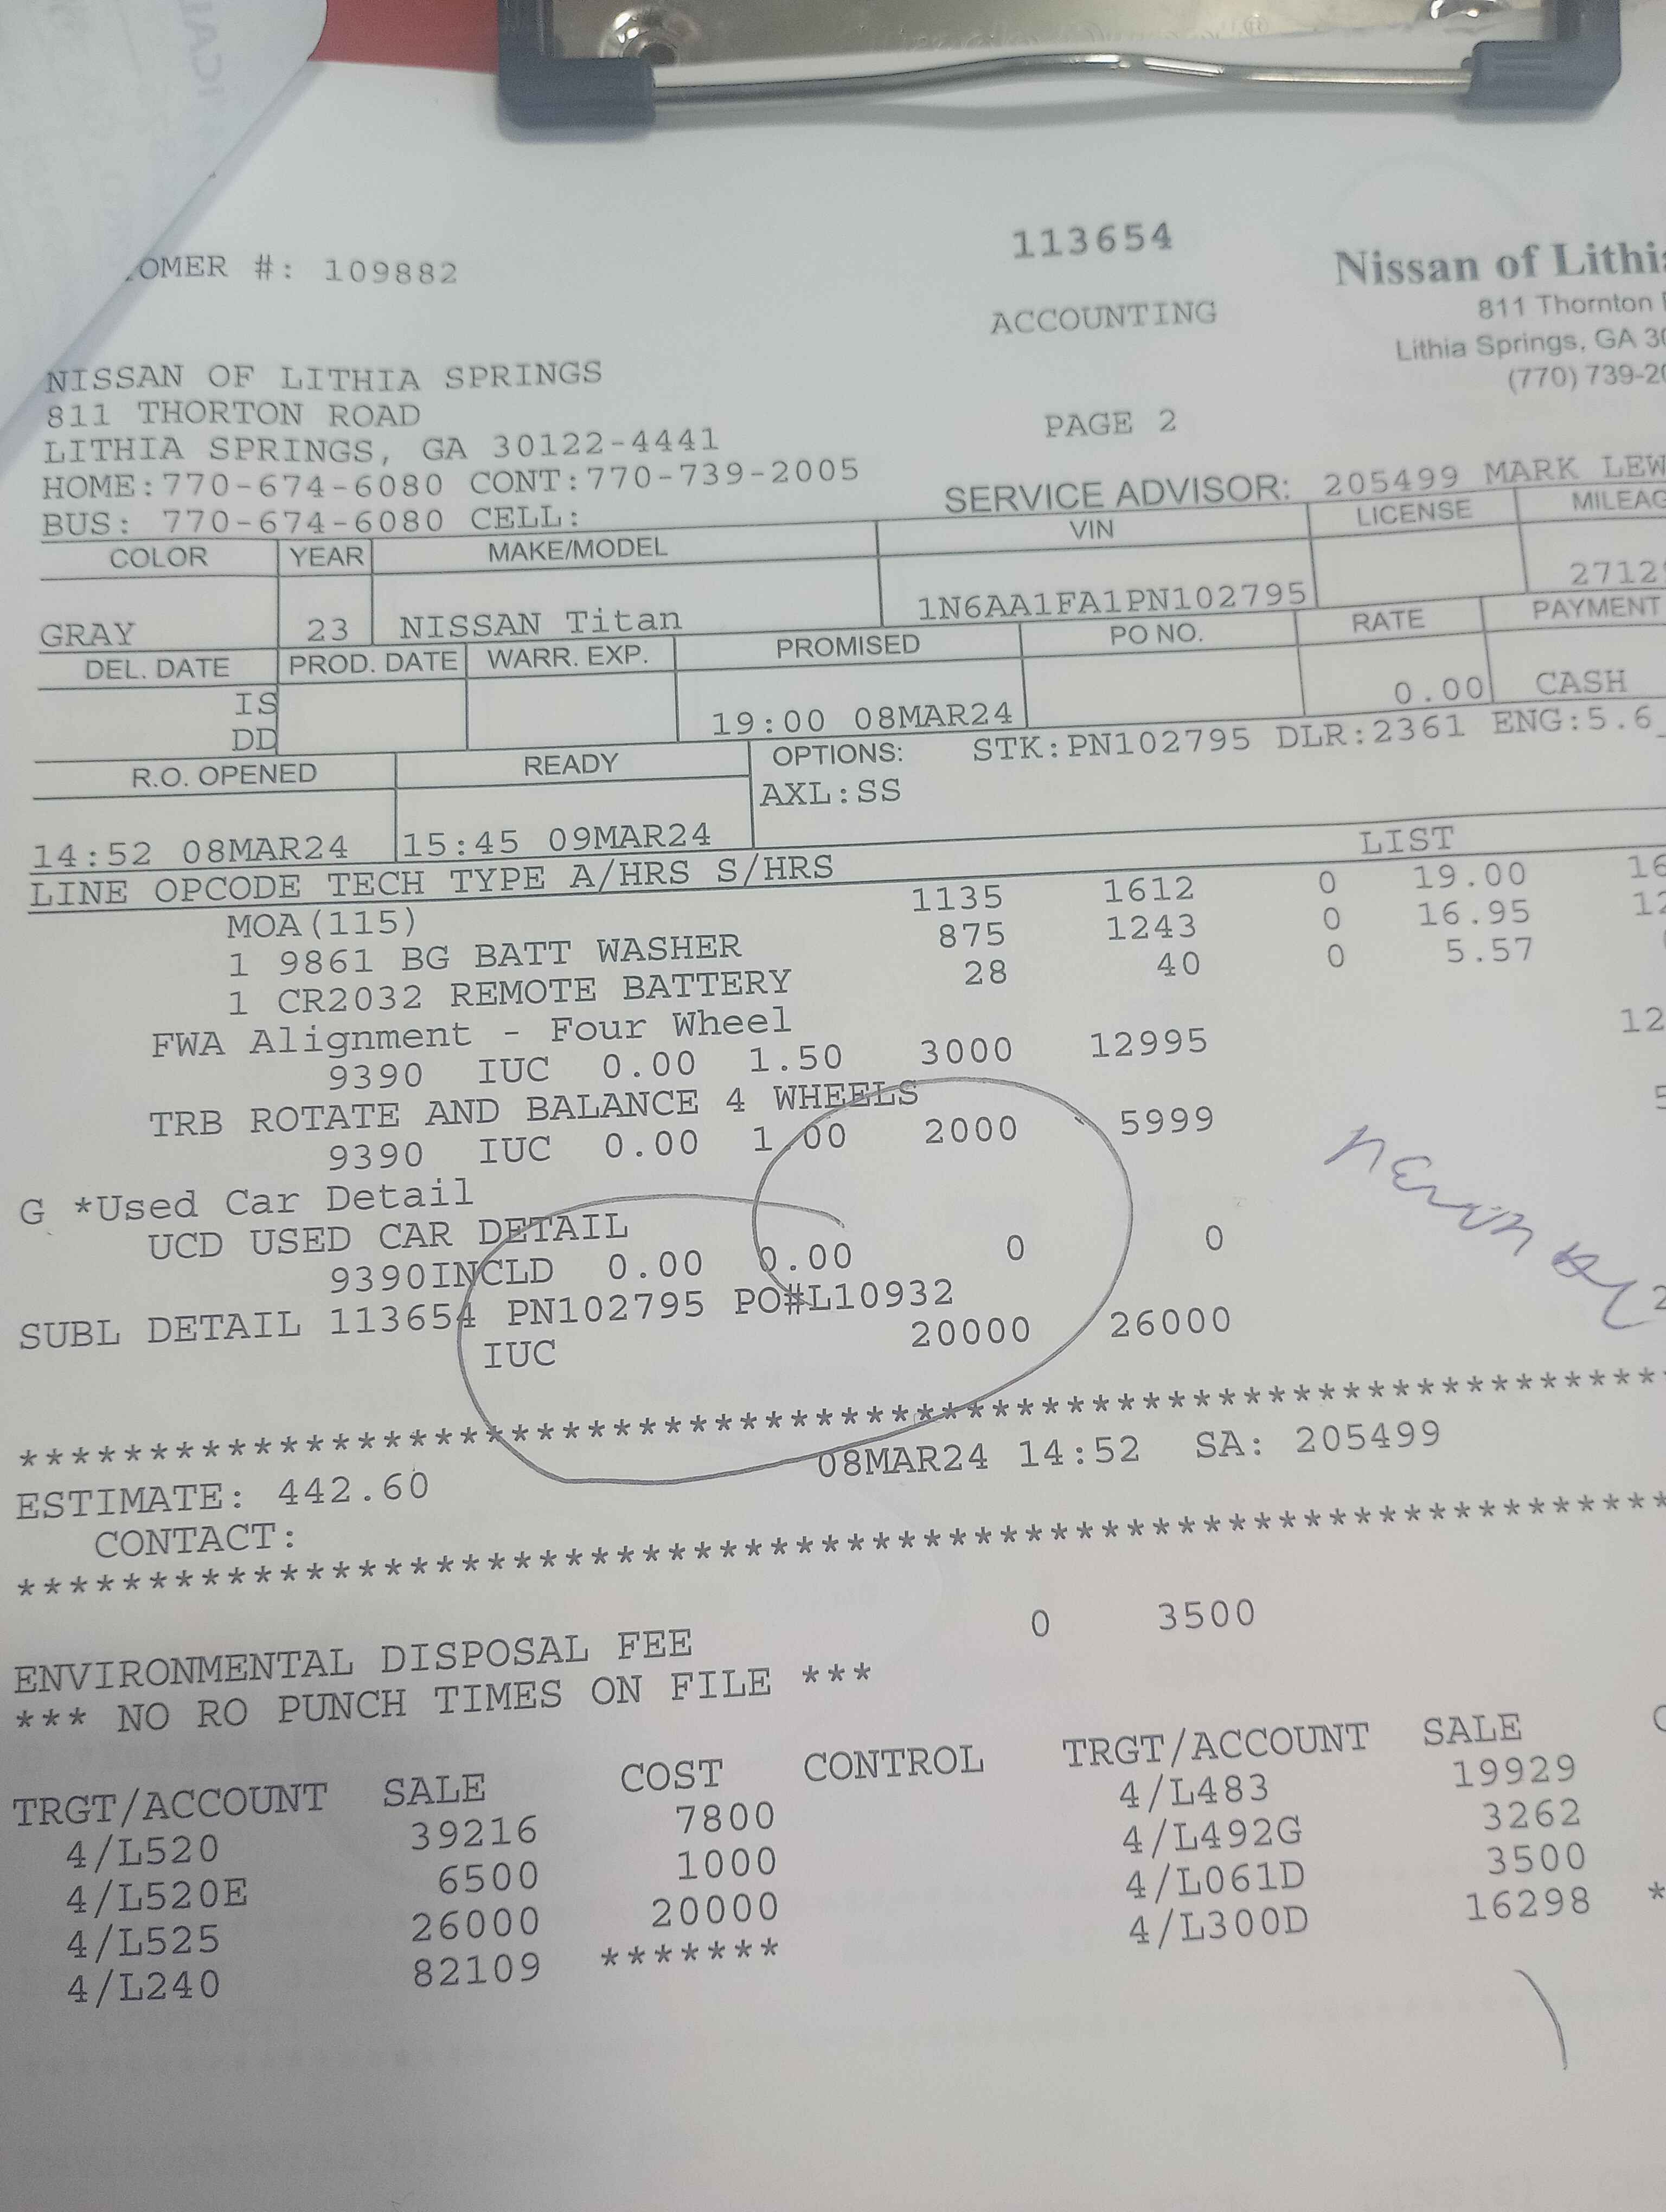 113654
OMER #: 109882
Nissan of Lithia
ACCOUNTING
811 Thornton
Lithia Springs, GA 30
(770) 739-20
NISSAN OF LITHIA SPRINGS
811 THORTON ROAD
LITHIA SPRINGS, GA 30122-4441
PAGE 2
HOME:770-674-6080 CONT:770-739-2005
BUS: 770-674-6080 CELL:
SERVICE ADVISOR: 205499 MARK LEW
COLOR YEAR MAKE/MODEL VIN LICENSE MILEAG
GRAY 23 NISSAN Titan 1N6AA1FA1PN102795 2712
DEL. DATE PROD. DATE WARR. EXP. PROMISED PO NO. RATE PAYMENT
IS
DD
19:00 08MAR24 0.00 CASH
R.O. OPENED READY OPTIONS: STK:PN102795 DLR:2361 ENG:5.6_
AXL:SS
14:52 08MAR24 15:45 09MAR24
LINE OPCODE TECH TYPE A/HRS S/HRS LIST
MOA(115) 1135 1612 0 19.00 16
1 9861 BG BATT WASHER 875 1243 0 16.95 12
1 CR2032 REMOTE BATTERY 28 40 0 5.57
FWA Alignment - Four Wheel
9390 IUC 0.00 1.50 3000 12995 12
TRB ROTATE AND BALANCE 4 WHEELS
9390 IUC 0.00 1.00 2000 5999 5
G *Used Car Detail
UCD USED CAR DETAIL
9390INCLD 0.00 0.00 0 0
SUBL DETAIL 113654 PN102795 PO#L10932
IUC 20000 26000 2
****************************************************************
ESTIMATE: 442.60 08MAR24 14:52 SA: 205499
CONTACT:
****************************************************************
ENVIRONMENTAL DISPOSAL FEE 0 3500
*** NO RO PUNCH TIMES ON FILE ***
TRGT/ACCOUNT SALE COST CONTROL TRGT/ACCOUNT SALE C
4/L520 39216 7800 4/L483 19929
4/L520E 6500 1000 4/L492G 3262
4/L525 26000 20000 4/L061D 3500
4/L240 82109 ******* 4/L300D 16298 *